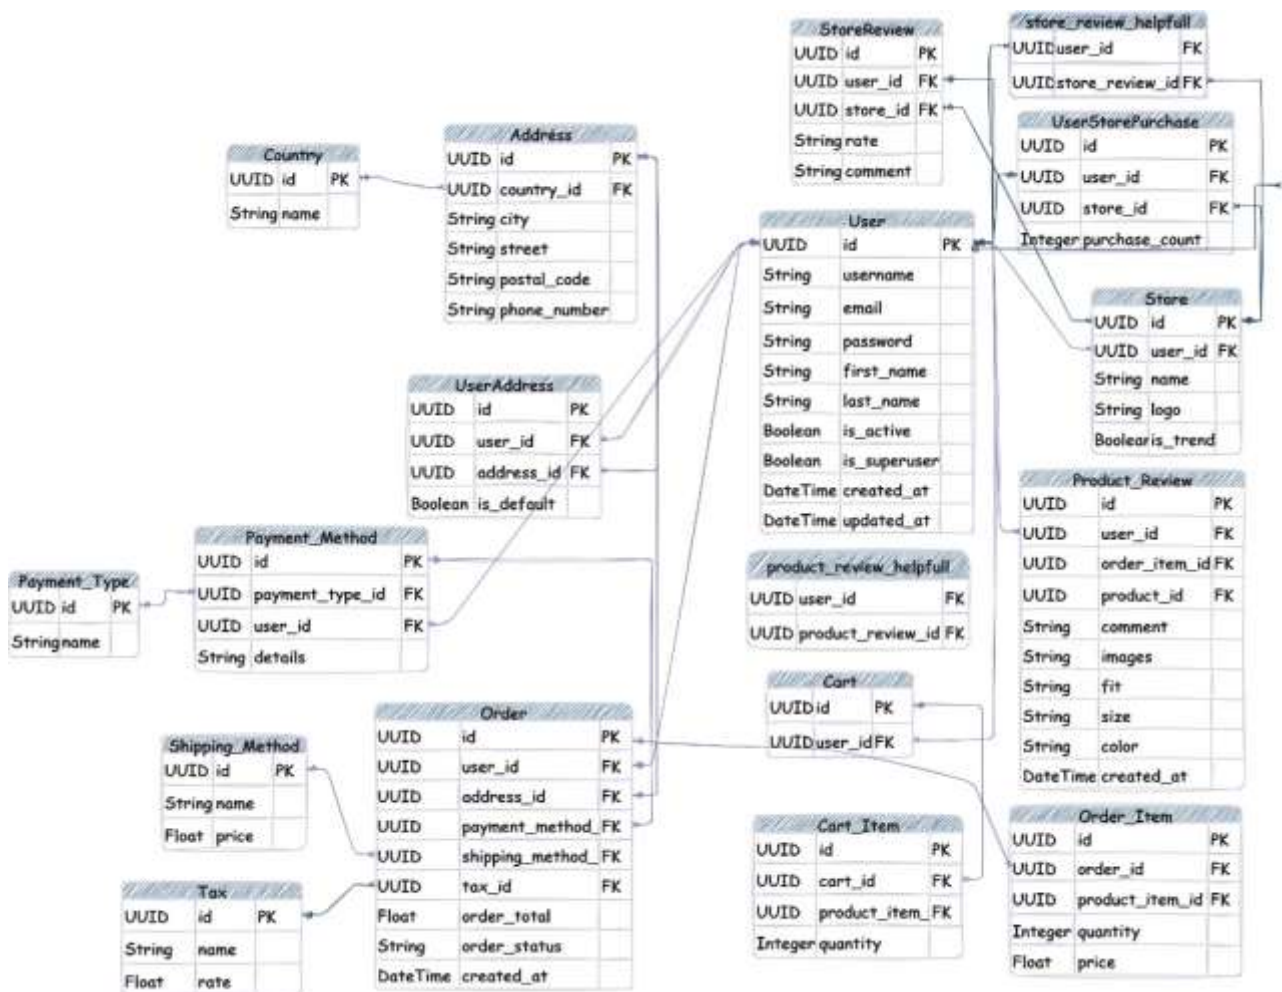 StoreReview
UUID id PK
UUID user_id FK
UUID store_id FK
String rate
String comment
store_review_helpfull
UUID user_id FK
UUID store_review_id FK
UserStorePurchase
UUID id PK
UUID user_id FK
UUID store_id FK
Integer purchase_count
Country
UUID id PK
String name
Address
UUID id PK
UUID country_id FK
String city
String street
String postal_code
String phone_number
User
UUID id PK
String username
String email
String password
String first_name
String last_name
Boolean is_active
Boolean is_superuser
DateTime created_at
DateTime updated_at
Store
UUID id PK
UUID user_id FK
String name
String logo
Boolean is_trend
UserAddress
UUID id PK
UUID user_id FK
UUID address_id FK
Boolean is_default
Product_Review
UUID id PK
UUID user_id FK
UUID order_item_id FK
UUID product_id FK
String comment
String images
String fit
String size
String color
DateTime created_at
Payment_Type
UUID id PK
String name
Payment_Method
UUID id PK
UUID payment_type_id FK
UUID user_id FK
String details
product_review_helpfull
UUID user_id FK
UUID product_review_id FK
Cart
UUID id PK
UUID user_id FK
Shipping_Method
UUID id PK
String name
Float price
Order
UUID id PK
UUID user_id FK
UUID address_id FK
UUID payment_method_ FK
UUID shipping_method_ FK
UUID tax_id FK
Float order_total
String order_status
DateTime created_at
Cart_Item
UUID id PK
UUID cart_id FK
UUID product_item_ FK
Integer quantity
Order_Item
UUID id PK
UUID order_id FK
UUID product_item_id FK
Integer quantity
Float price
Tax
UUID id PK
String name
Float rate